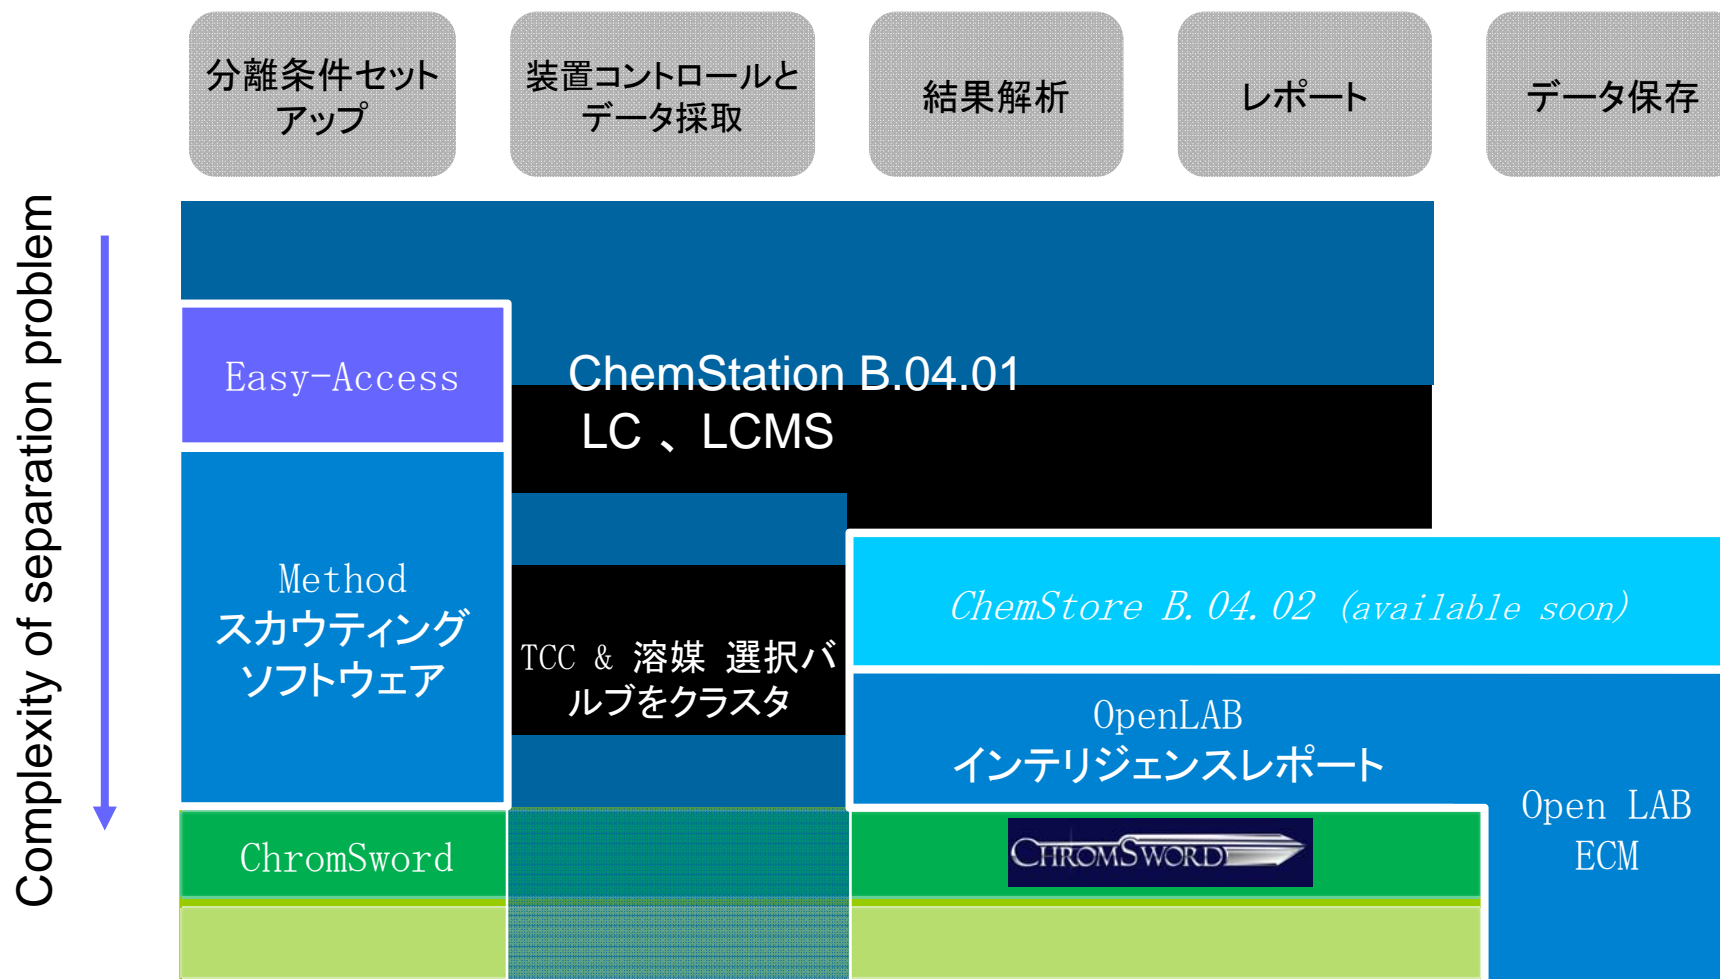 分離条件セット
アップ
装置コントロールと
データ採取
結果解析
レポート
データ保存
Complexity of separation problem
Easy-Access
ChemStation B.04.01
LC 、LCMS
Method
スカウティング
ソフトウェア
TCC & 溶媒 選択バ
ルブをクラスタ
ChemStore B.04.02 (available soon)
OpenLAB
インテリジェンスレポート
Open LAB
ECM
ChromSword
CHROMSWORD